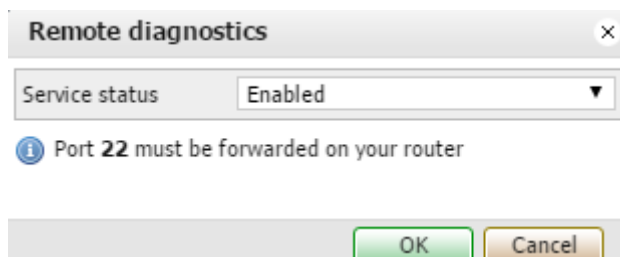 Remote diagnostics
Service status Enabled
Port 22 must be forwarded on your router
OK Cancel